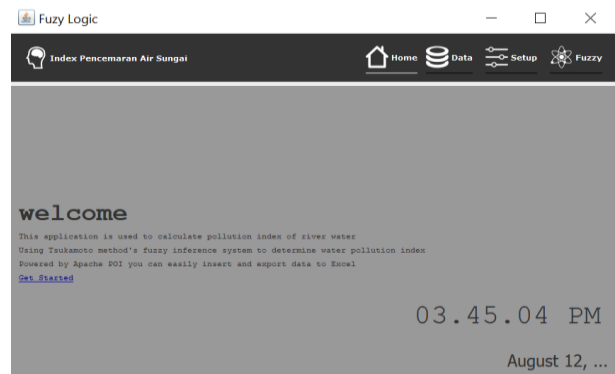 Fuzy Logic
Index Pencemaran Air Sungai
Home Data Setup Fuzzy
welcome
This application is used to calculate pollution index of river water
Using Tsukamoto method's fuzzy inference system to determine water pollution index
Powered by Apache POI you can easily insert and export data to Excel
Get Started
03.45.04 PM
August 12, ...